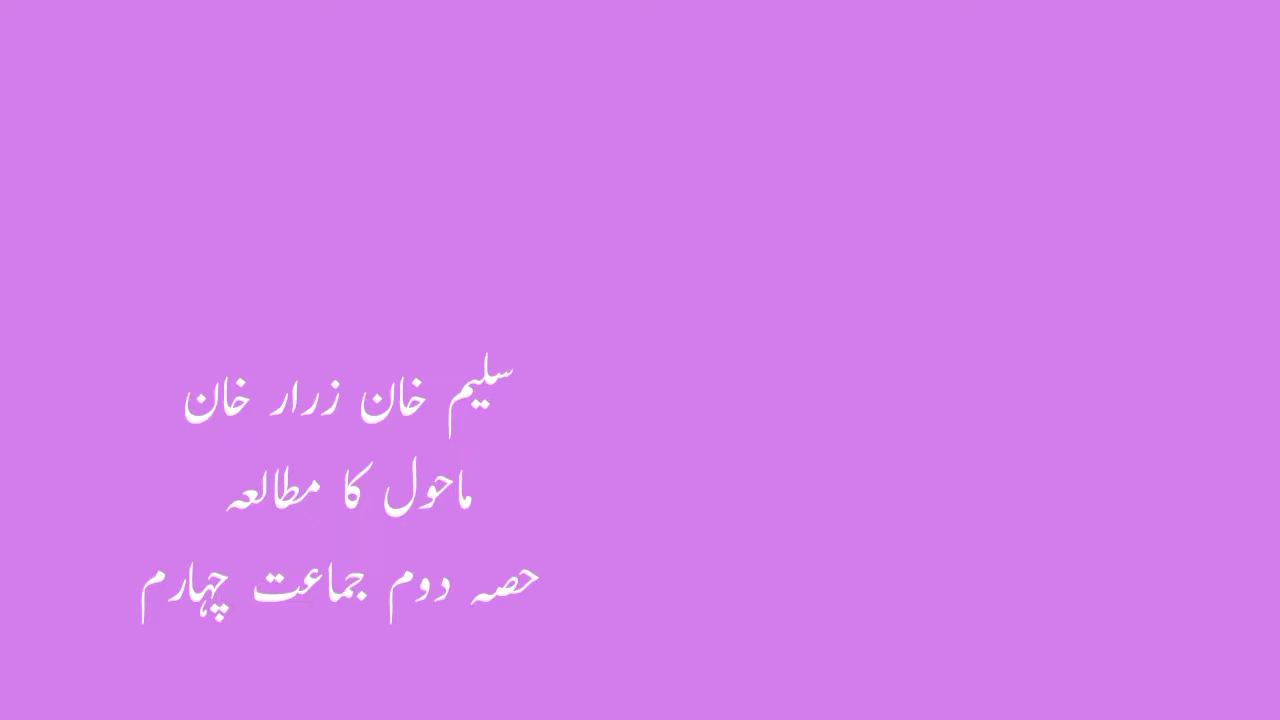 سلیم خان زرار خان
ماحول کا مطالعہ
حصہ دوم جماعت چہارم